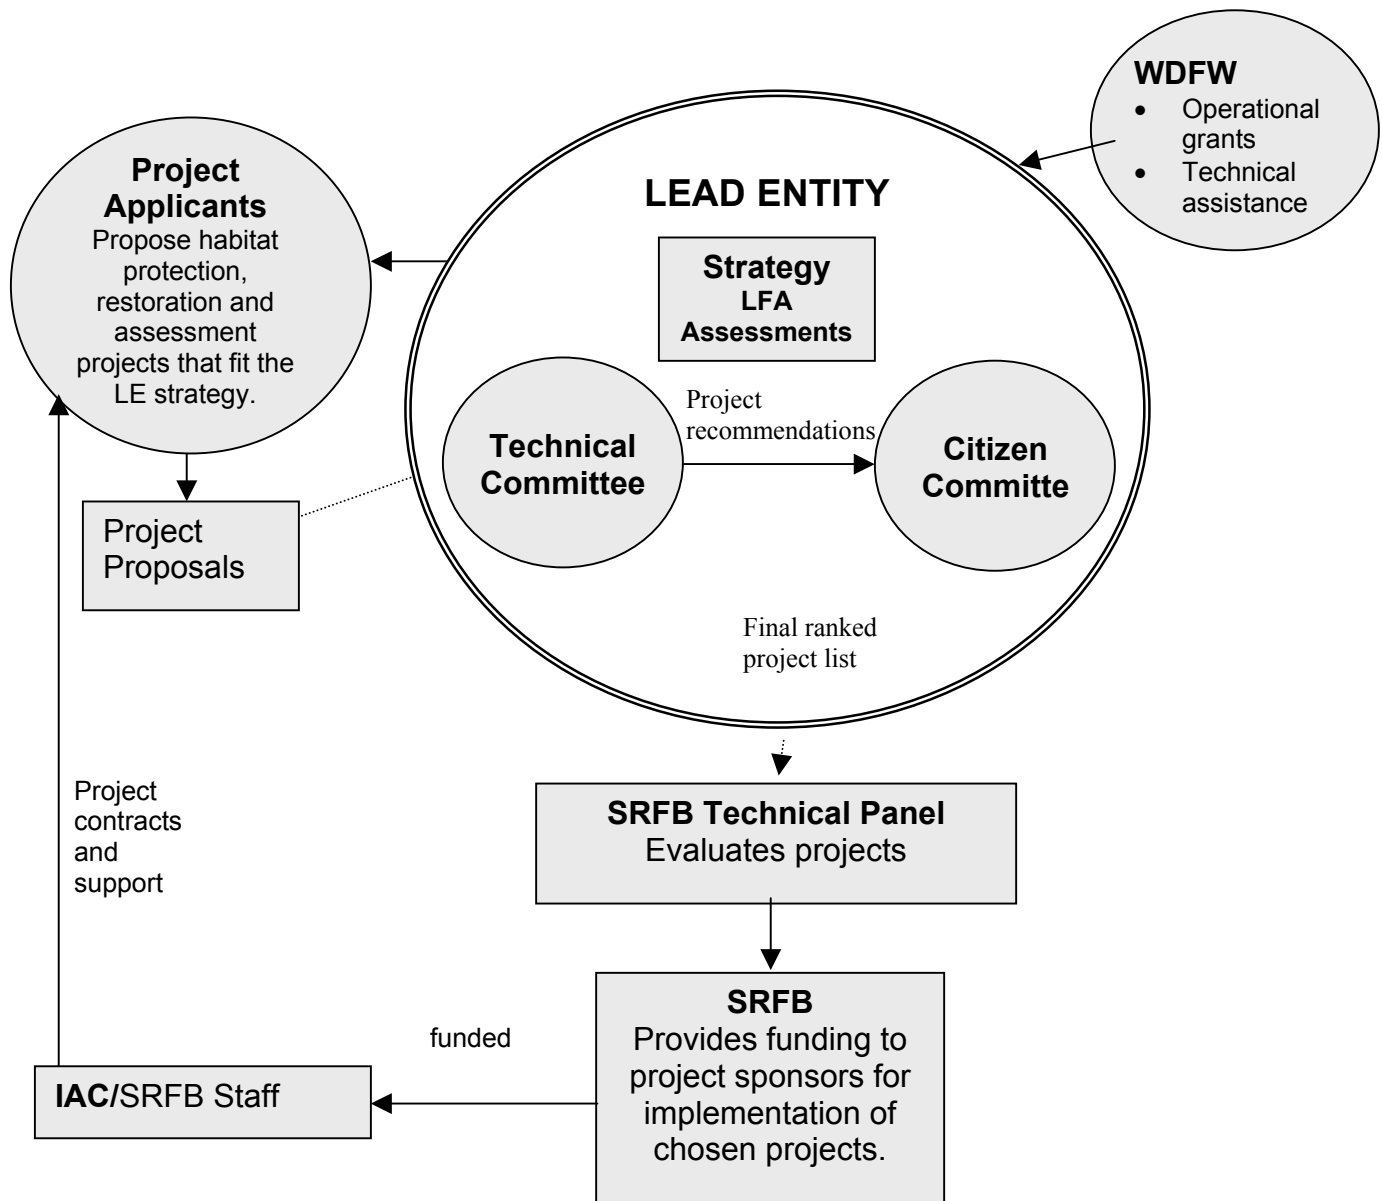 WDFW
• Operational
grants
• Technical
assistance
Project
Applicants
Propose habitat
protection,
restoration and
assessment
projects that fit the
LE strategy.
LEAD ENTITY
Strategy
LFA
Assessments
Project
recommendations
Technical
Committee
Citizen
Committe
Project
Proposals
Final ranked
project list
SRFB Technical Panel
Evaluates projects
Project
contracts
and
support
SRFB
Provides funding to
project sponsors for
implementation of
chosen projects.
funded
IAC/SRFB Staff